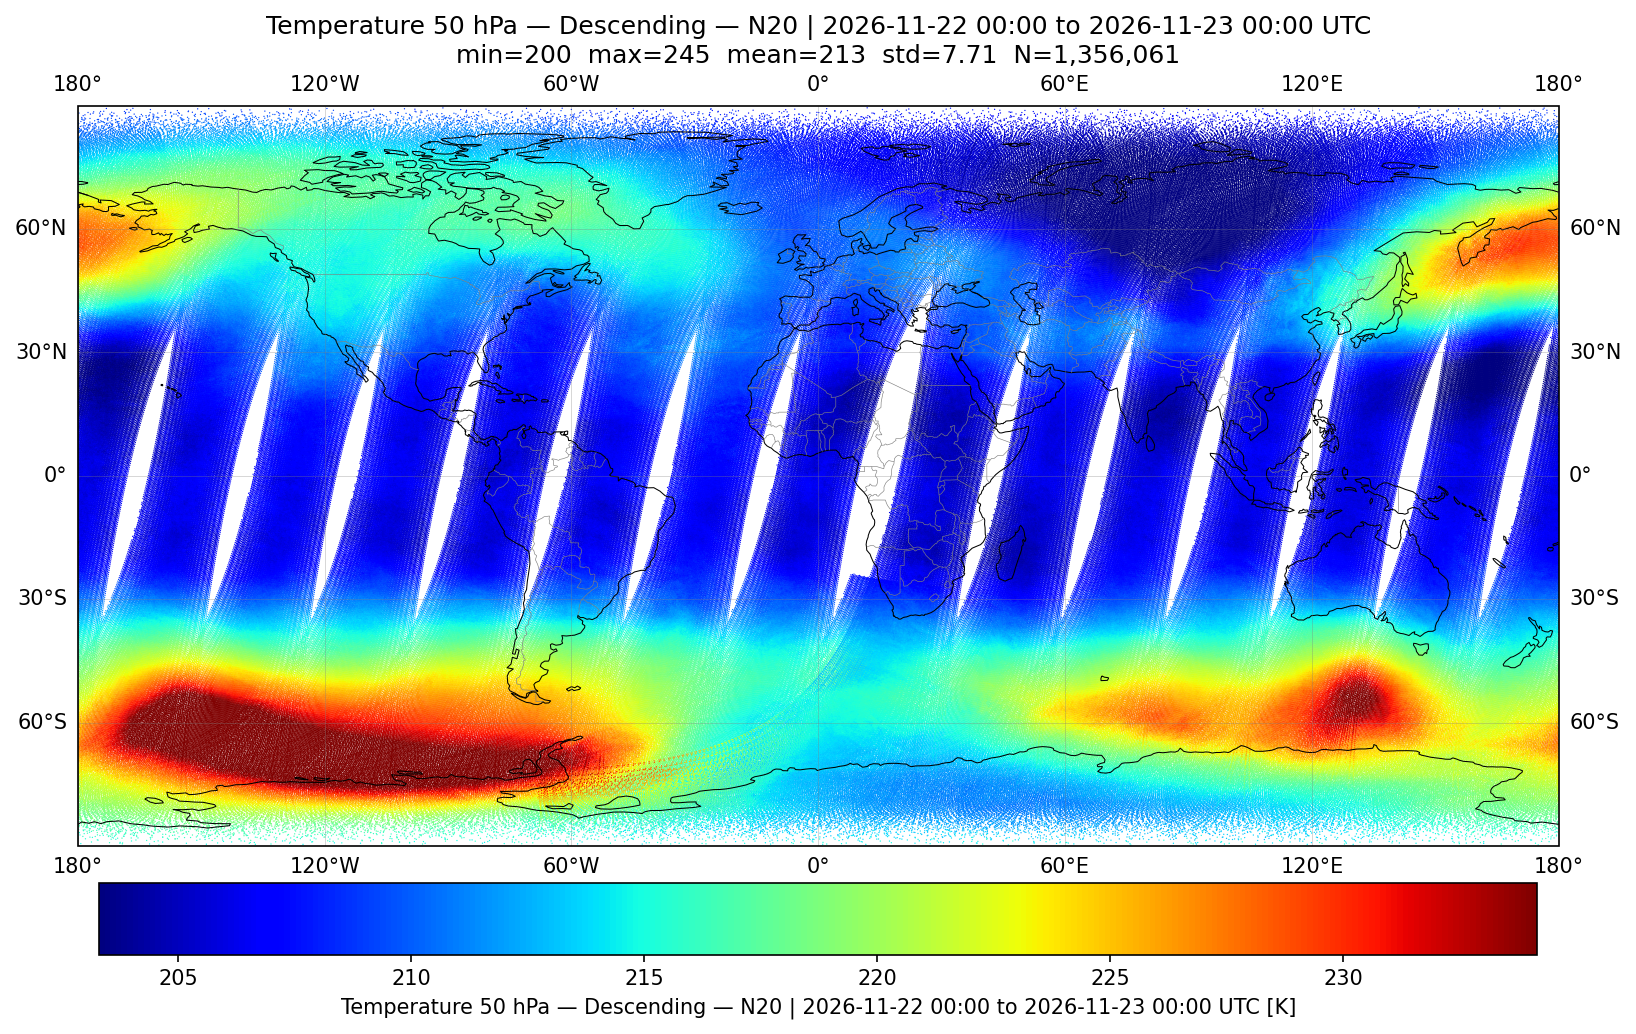 Temperature 50 hPa — Descending — N20 | 2026-11-22 00:00 to 2026-11-23 00:00 UTC
min=200 max=245 mean=213 std=7.71 N=1,356,061
180° 120°W 60°W 0° 60°E 120°E 180°
60°N 60°N
30°N 30°N
0° 0°
30°S 30°S
60°S 60°S
180° 120°W 60°W 0° 60°E 120°E 180°
205 210 215 220 225 230
Temperature 50 hPa — Descending — N20 | 2026-11-22 00:00 to 2026-11-23 00:00 UTC [K]